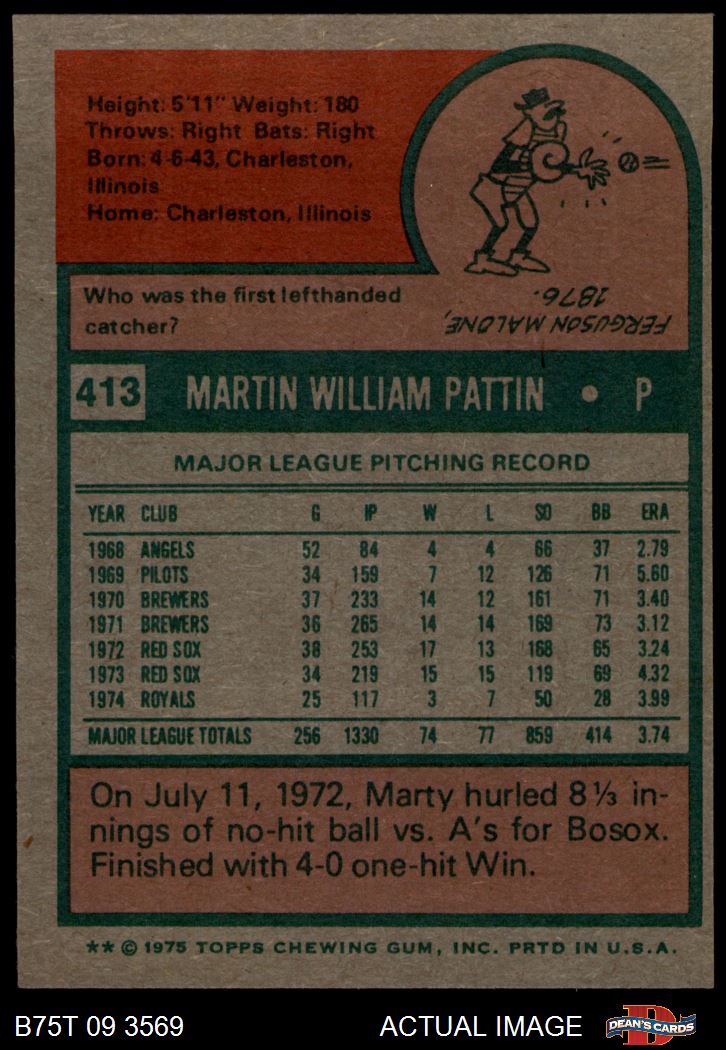 Height: 5'11" Weight: 180
Throws: Right Bats: Right
Born: 4-6-43, Charleston,
Illinois
Home: Charleston, Illinois
Who was the first lefthanded
catcher?
FERGUSON MALONE,
1876.
413 MARTIN WILLIAM PATTIN • P
MAJOR LEAGUE PITCHING RECORD
YEAR CLUB G IP W L SO BB ERA
1968 ANGELS 52 84 4 4 66 37 2.79
1969 PILOTS 34 159 7 12 126 71 5.60
1970 BREWERS 37 233 14 12 161 71 3.40
1971 BREWERS 36 265 14 14 169 73 3.12
1972 RED SOX 38 253 17 13 168 65 3.24
1973 RED SOX 34 219 15 15 119 69 4.32
1974 ROYALS 25 117 3 7 50 28 3.99
MAJOR LEAGUE TOTALS 256 1330 74 77 859 414 3.74
On July 11, 1972, Marty hurled 8⅓ in-
nings of no-hit ball vs. A's for Bosox.
Finished with 4-0 one-hit Win.
** © 1975 TOPPS CHEWING GUM, INC. PRTD IN U.S.A.
B75T 09 3569 ACTUAL IMAGE D DEAN'S CARDS